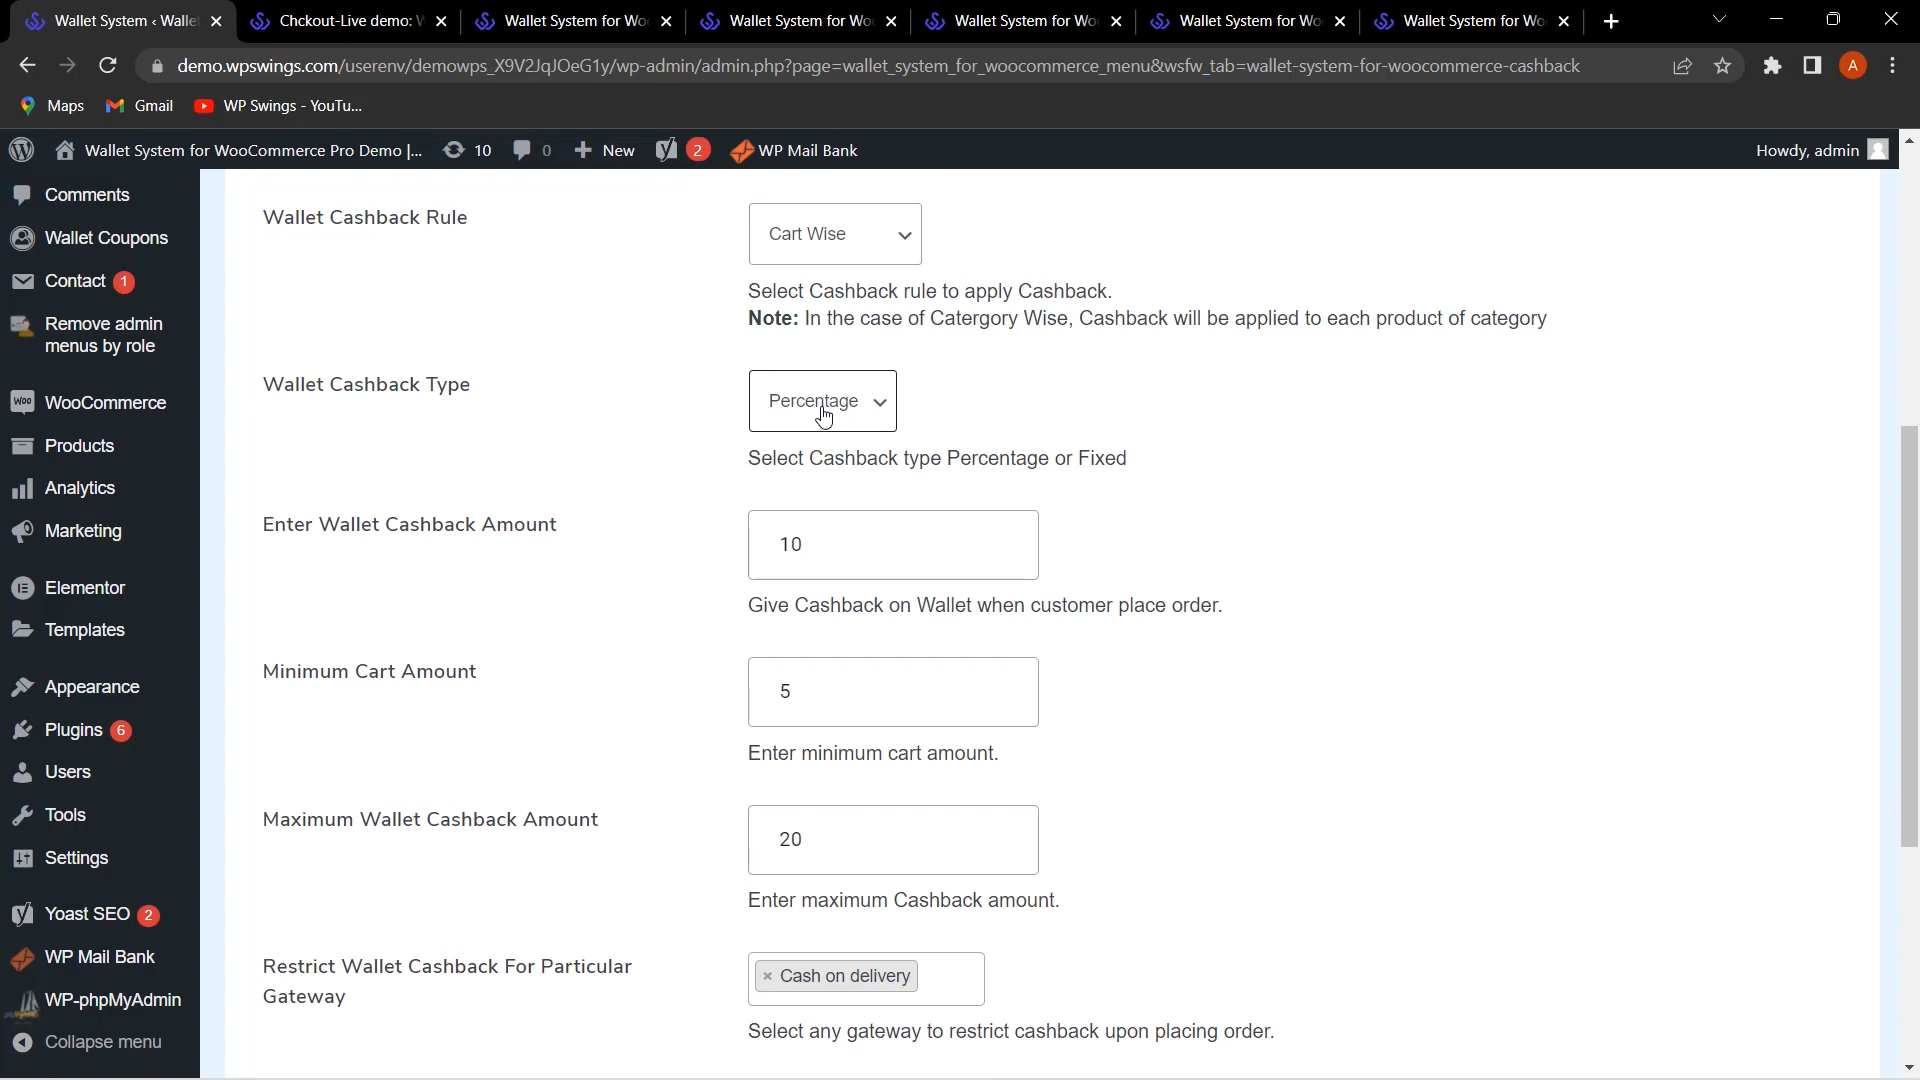 Wallet System ‹ Walle
Chckout-Live demo: W
Wallet System for Wo
Wallet System for Wo
Wallet System for Wo
Wallet System for Wo
Wallet System for Wo
demo.wpswings.com/userenv/demowps_X9V2JqJOeG1y/wp-admin/admin.php?page=wallet_system_for_woocommerce_menu&wsfw_tab=wallet-system-for-woocommerce-cashback
A
Maps
Gmail
WP Swings - YouTu...
Wallet System for WooCommerce Pro Demo |...
10
0
New
2
WP Mail Bank
Howdy, admin
Comments
Wallet Coupons
Contact 1
Remove admin
menus by role
WooCommerce
Products
Analytics
Marketing
Elementor
Templates
Appearance
Plugins 6
Users
Tools
Settings
Yoast SEO 2
WP Mail Bank
WP-phpMyAdmin
Collapse menu
Wallet Cashback Rule
Cart Wise
Select Cashback rule to apply Cashback.
Note: In the case of Catergory Wise, Cashback will be applied to each product of category
Wallet Cashback Type
Percentage
Select Cashback type Percentage or Fixed
Enter Wallet Cashback Amount
10
Give Cashback on Wallet when customer place order.
Minimum Cart Amount
5
Enter minimum cart amount.
Maximum Wallet Cashback Amount
20
Enter maximum Cashback amount.
Restrict Wallet Cashback For Particular
Gateway
× Cash on delivery
Select any gateway to restrict cashback upon placing order.